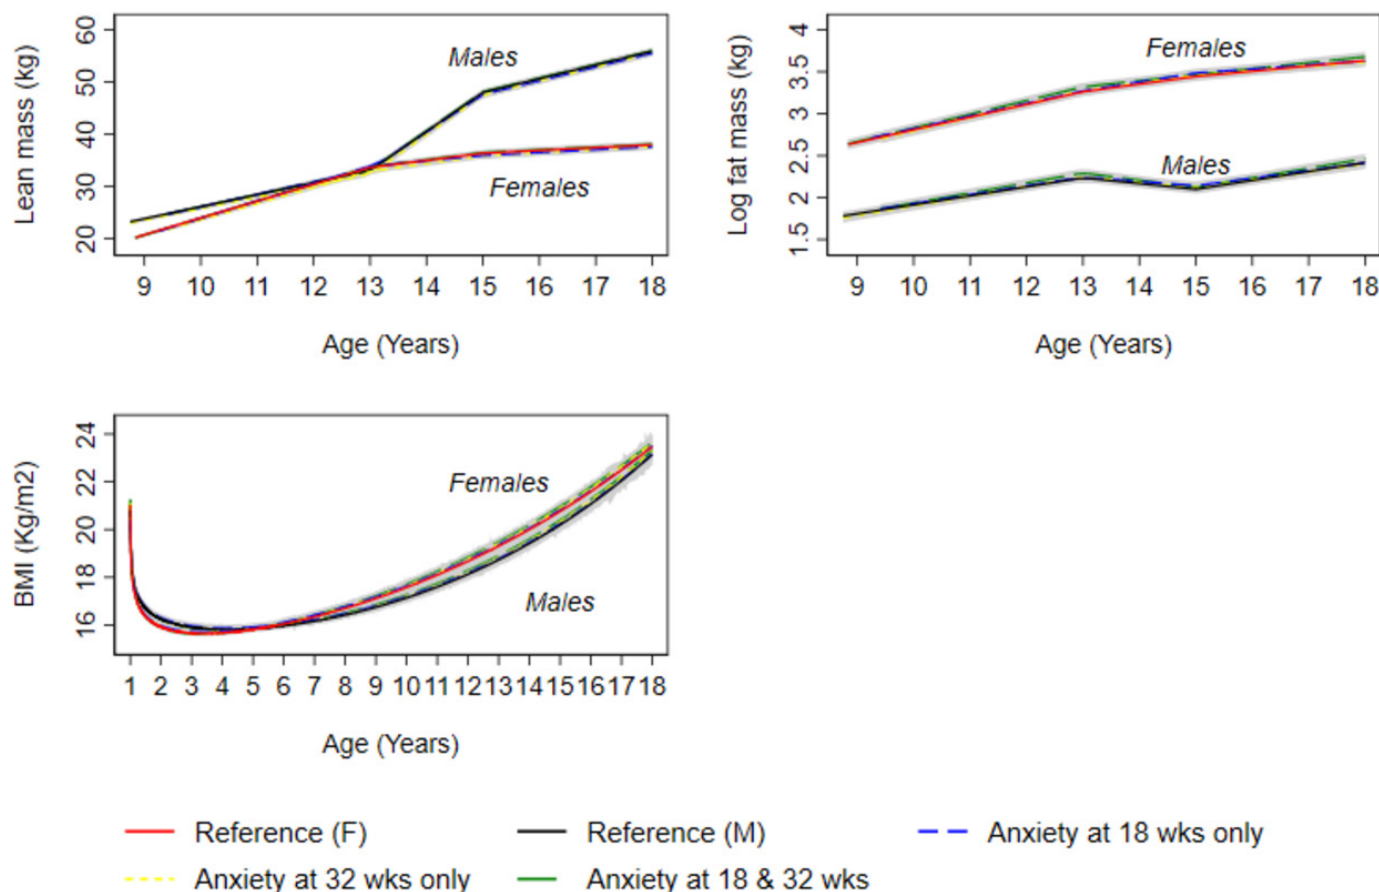 Lean mass (kg)
60
50
40
30
20
Males
Females
9 10 11 12 13 14 15 16 17 18
Age (Years)
Log fat mass (kg)
4
3.5
3
2.5
2
1.5
Females
Males
9 10 11 12 13 14 15 16 17 18
Age (Years)
BMI (Kg/m2)
24
22
20
18
16
Females
Males
1 2 3 4 5 6 7 8 9 10 11 12 13 14 15 16 17 18
Age (Years)
Reference (F) Reference (M) Anxiety at 18 wks only
Anxiety at 32 wks only Anxiety at 18 & 32 wks